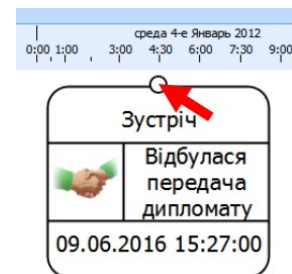 среда 4-е Январь 2012
0:00 1:00 3:00 4:30 6:00 7:30 9:00
Зустріч
Відбулася
передача
дипломату
09.06.2016 15:27:00